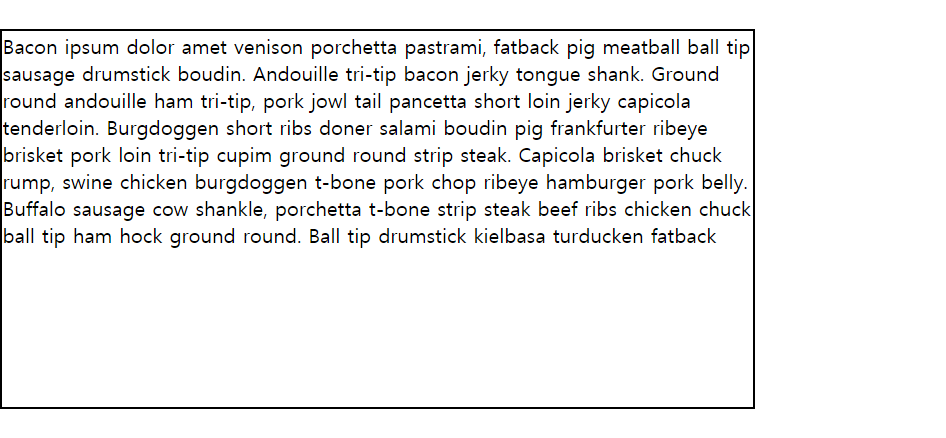 Bacon ipsum dolor amet venison porchetta pastrami, fatback pig meatball ball tip
sausage drumstick boudin. Andouille tri-tip bacon jerky tongue shank. Ground
round andouille ham tri-tip, pork jowl tail pancetta short loin jerky capicola
tenderloin. Burgdoggen short ribs doner salami boudin pig frankfurter ribeye
brisket pork loin tri-tip cupim ground round strip steak. Capicola brisket chuck
rump, swine chicken burgdoggen t-bone pork chop ribeye hamburger pork belly.
Buffalo sausage cow shankle, porchetta t-bone strip steak beef ribs chicken chuck
ball tip ham hock ground round. Ball tip drumstick kielbasa turducken fatback